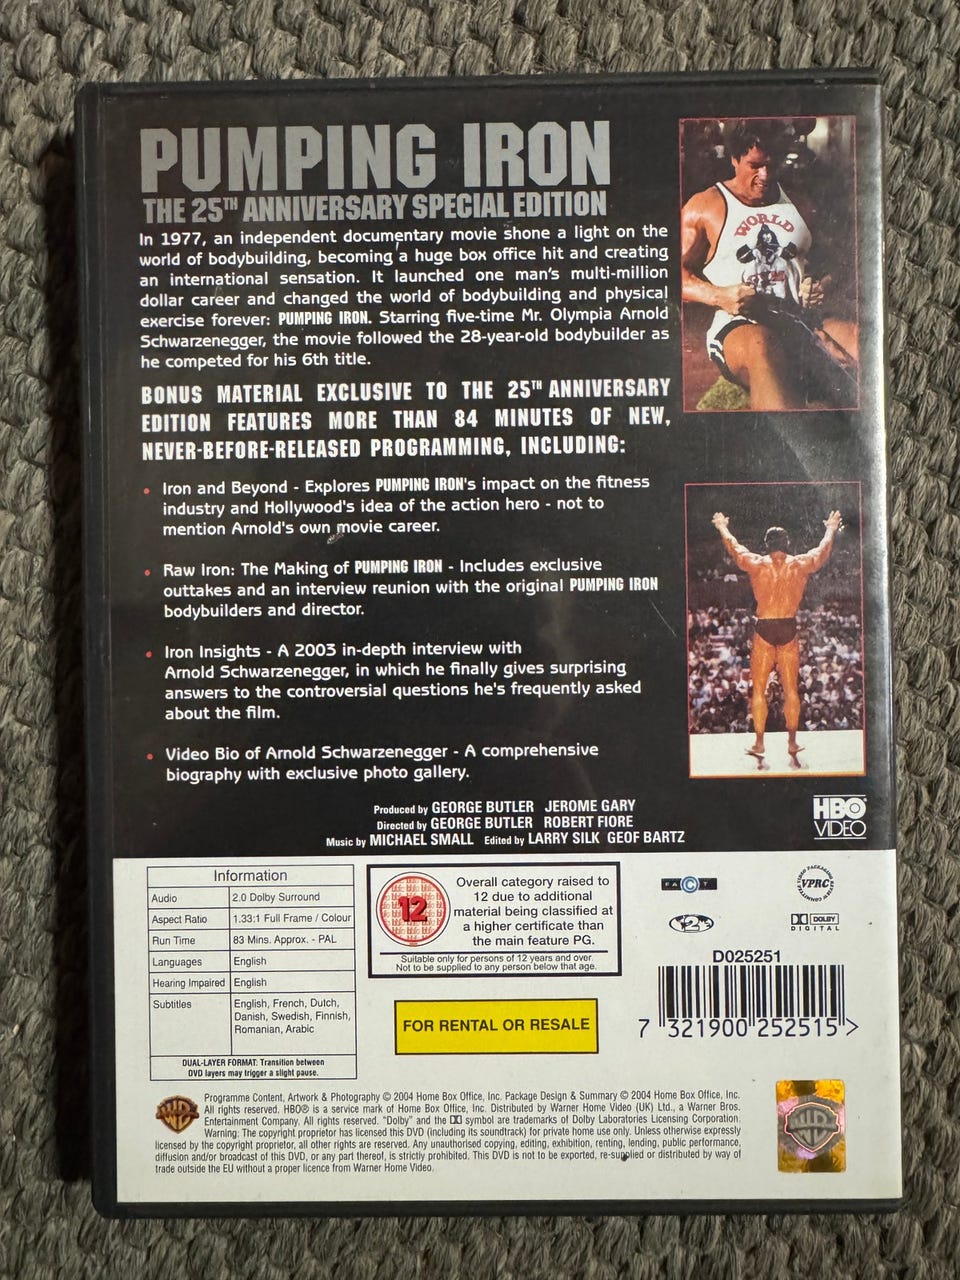 PUMPING IRON
THE 25TH ANNIVERSARY SPECIAL EDITION
In 1977, an independent documentary movie shone a light on the
world of bodybuilding, becoming a huge box office hit and creating
an international sensation. It launched one man's multi-million
dollar career and changed the world of bodybuilding and physical
exercise forever: PUMPING IRON. Starring five-time Mr. Olympia Arnold
Schwarzenegger, the movie followed the 28-year-old bodybuilder as
he competed for his 6th title.
BONUS MATERIAL EXCLUSIVE TO THE 25TH ANNIVERSARY
EDITION FEATURES MORE THAN 84 MINUTES OF NEW,
NEVER-BEFORE-RELEASED PROGRAMMING, INCLUDING:
• Iron and Beyond - Explores PUMPING IRON's impact on the fitness
industry and Hollywood's idea of the action hero - not to
mention Arnold's own movie career.
• Raw Iron: The Making of PUMPING IRON - Includes exclusive
outtakes and an interview reunion with the original PUMPING IRON
bodybuilders and director.
• Iron Insights - A 2003 in-depth interview with
Arnold Schwarzenegger, in which he finally gives surprising
answers to the controversial questions he's frequently asked
about the film.
• Video Bio of Arnold Schwarzenegger - A comprehensive
biography with exclusive photo gallery.
WORLD
GYM
Produced by GEORGE BUTLER JEROME GARY
Directed by GEORGE BUTLER ROBERT FIORE
Music by MICHAEL SMALL Edited by LARRY SILK GEOF BARTZ
HBO
VIDEO
Information
Audio 2.0 Dolby Surround
Aspect Ratio 1.33:1 Full Frame / Colour
Run Time 83 Mins. Approx. - PAL
Languages English
Hearing Impaired English
Subtitles English, French, Dutch,
Danish, Swedish, Finnish,
Romanian, Arabic
DUAL-LAYER FORMAT: Transition between
DVD layers may trigger a slight pause.
12
Overall category raised to
12 due to additional
material being classified at
a higher certificate than
the main feature PG.
Suitable only for persons of 12 years and over.
Not to be supplied to any person below that age.
FOR RENTAL OR RESALE
FACT
VPRC
VIDEO PACKAGING REVIEW COMMITTEE
2
DOLBY
DIGITAL
D025251
7 321900 252515 >
Programme Content, Artwork & Photography © 2004 Home Box Office, Inc. Package Design & Summary © 2004 Home Box Office, Inc.
All rights reserved. HBO® is a service mark of Home Box Office, Inc. Distributed by Warner Home Video (UK) Ltd., a Warner Bros.
Entertainment Company. All rights reserved. "Dolby" and the DD symbol are trademarks of Dolby Laboratories Licensing Corporation.
Warning: The copyright proprietor has licensed this DVD (including its soundtrack) for private home use only. Unless otherwise expressly
licensed by the copyright proprietor, all other rights are reserved. Any unauthorised copying, editing, exhibition, renting, lending, public performance,
diffusion and/or broadcast of this DVD, or any part thereof, is strictly prohibited. This DVD is not to be exported, re-supplied or distributed by way of
trade outside the EU without a proper licence from Warner Home Video.